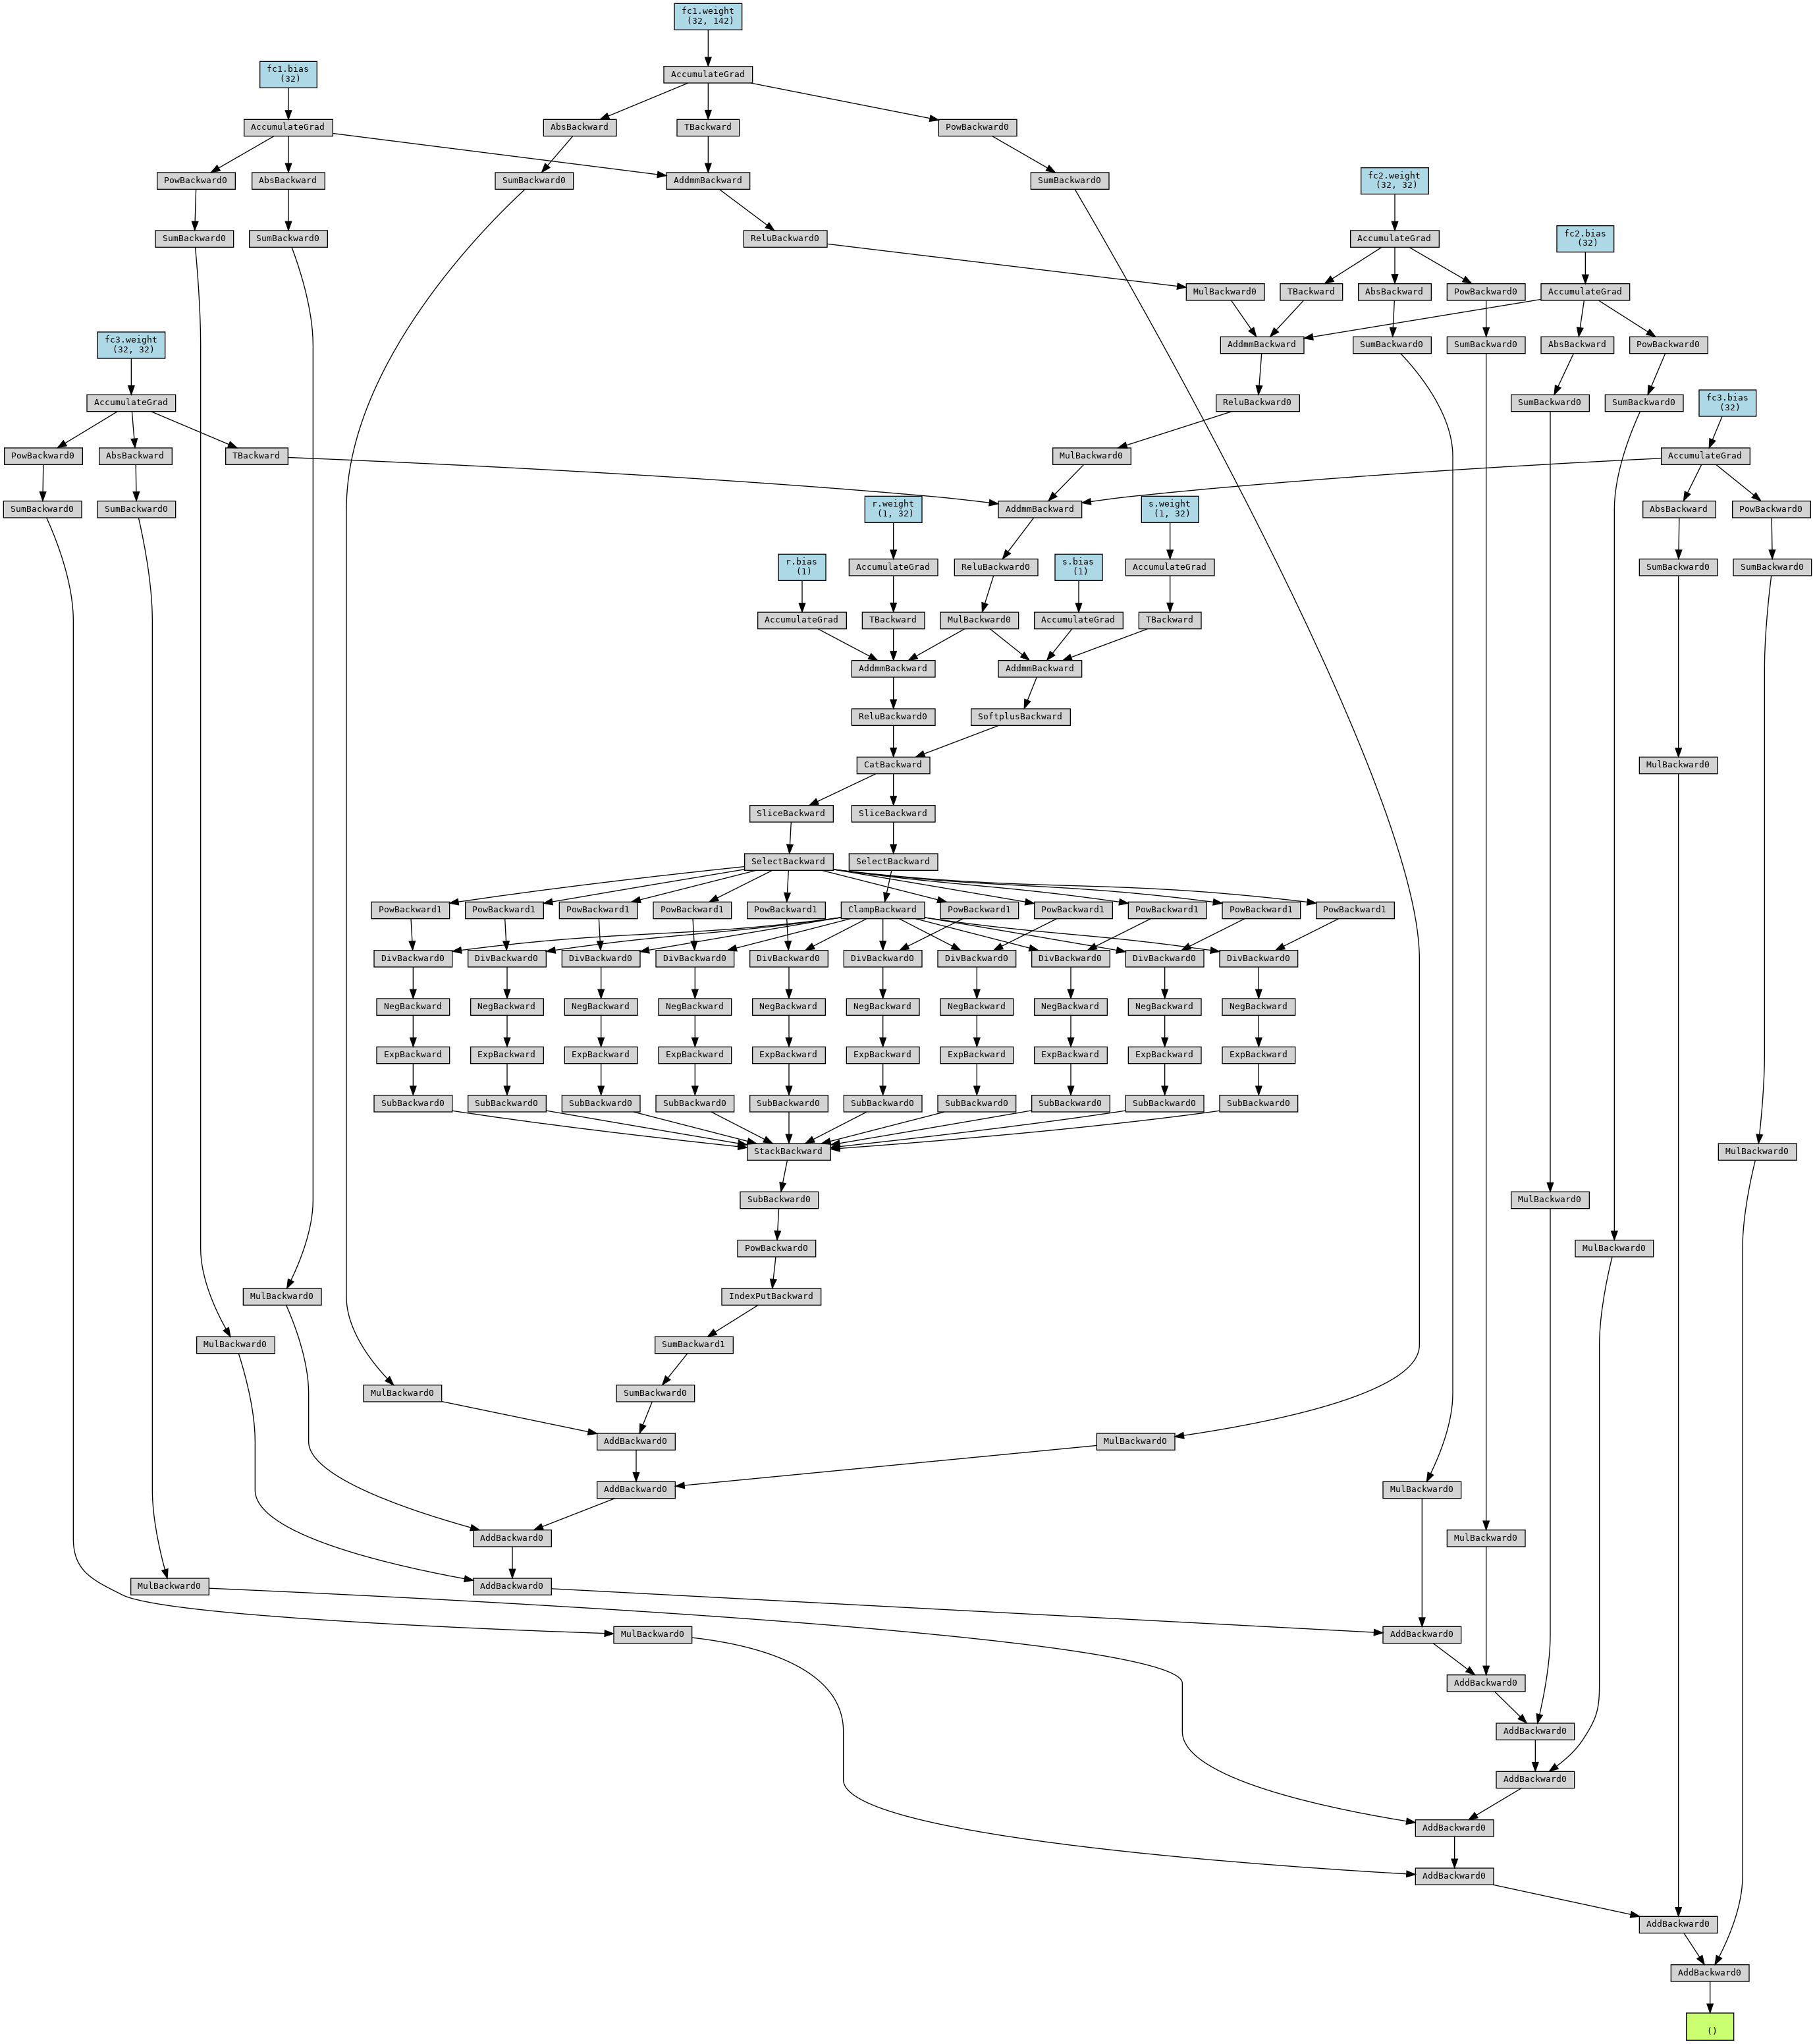 fc1.weight
(32, 142)
fc1.bias
(32)
AccumulateGrad
AccumulateGrad
AbsBackward
TBackward
PowBackward0
PowBackward0
AbsBackward
SumBackward0
AddmmBackward
SumBackward0
fc2.weight
(32, 32)
SumBackward0
SumBackward0
ReluBackward0
AccumulateGrad
fc2.bias
(32)
MulBackward0
TBackward
AbsBackward
PowBackward0
AccumulateGrad
fc3.weight
(32, 32)
AddmmBackward
SumBackward0
SumBackward0
AbsBackward
PowBackward0
AccumulateGrad
ReluBackward0
SumBackward0
SumBackward0
fc3.bias
(32)
PowBackward0
AbsBackward
TBackward
MulBackward0
AccumulateGrad
SumBackward0
SumBackward0
r.weight
(1, 32)
AddmmBackward
s.weight
(1, 32)
AbsBackward
PowBackward0
r.bias
(1)
AccumulateGrad
ReluBackward0
s.bias
(1)
AccumulateGrad
SumBackward0
SumBackward0
AccumulateGrad
TBackward
MulBackward0
AccumulateGrad
TBackward
AddmmBackward
AddmmBackward
ReluBackward0
SoftplusBackward
CatBackward
MulBackward0
SliceBackward
SliceBackward
SelectBackward
SelectBackward
PowBackward1
PowBackward1
PowBackward1
PowBackward1
PowBackward1
ClampBackward
PowBackward1
PowBackward1
PowBackward1
PowBackward1
PowBackward1
DivBackward0
DivBackward0
DivBackward0
DivBackward0
DivBackward0
DivBackward0
DivBackward0
DivBackward0
DivBackward0
DivBackward0
NegBackward
NegBackward
NegBackward
NegBackward
NegBackward
NegBackward
NegBackward
NegBackward
NegBackward
NegBackward
ExpBackward
ExpBackward
ExpBackward
ExpBackward
ExpBackward
ExpBackward
ExpBackward
ExpBackward
ExpBackward
ExpBackward
SubBackward0
SubBackward0
SubBackward0
SubBackward0
SubBackward0
SubBackward0
SubBackward0
SubBackward0
SubBackward0
SubBackward0
StackBackward
MulBackward0
SubBackward0
MulBackward0
PowBackward0
MulBackward0
MulBackward0
IndexPutBackward
MulBackward0
SumBackward1
MulBackward0
SumBackward0
AddBackward0
MulBackward0
AddBackward0
MulBackward0
AddBackward0
MulBackward0
MulBackward0
AddBackward0
MulBackward0
AddBackward0
AddBackward0
AddBackward0
AddBackward0
AddBackward0
AddBackward0
AddBackward0
AddBackward0
()